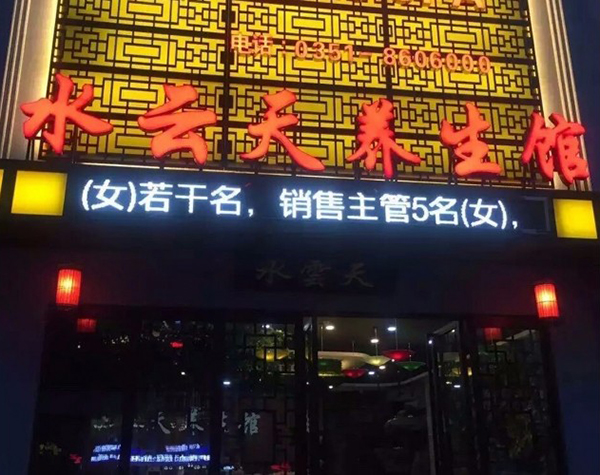 电话：0351-8606000
水云天养生馆
(女)若干名，销售主管5名(女)，
水雲天